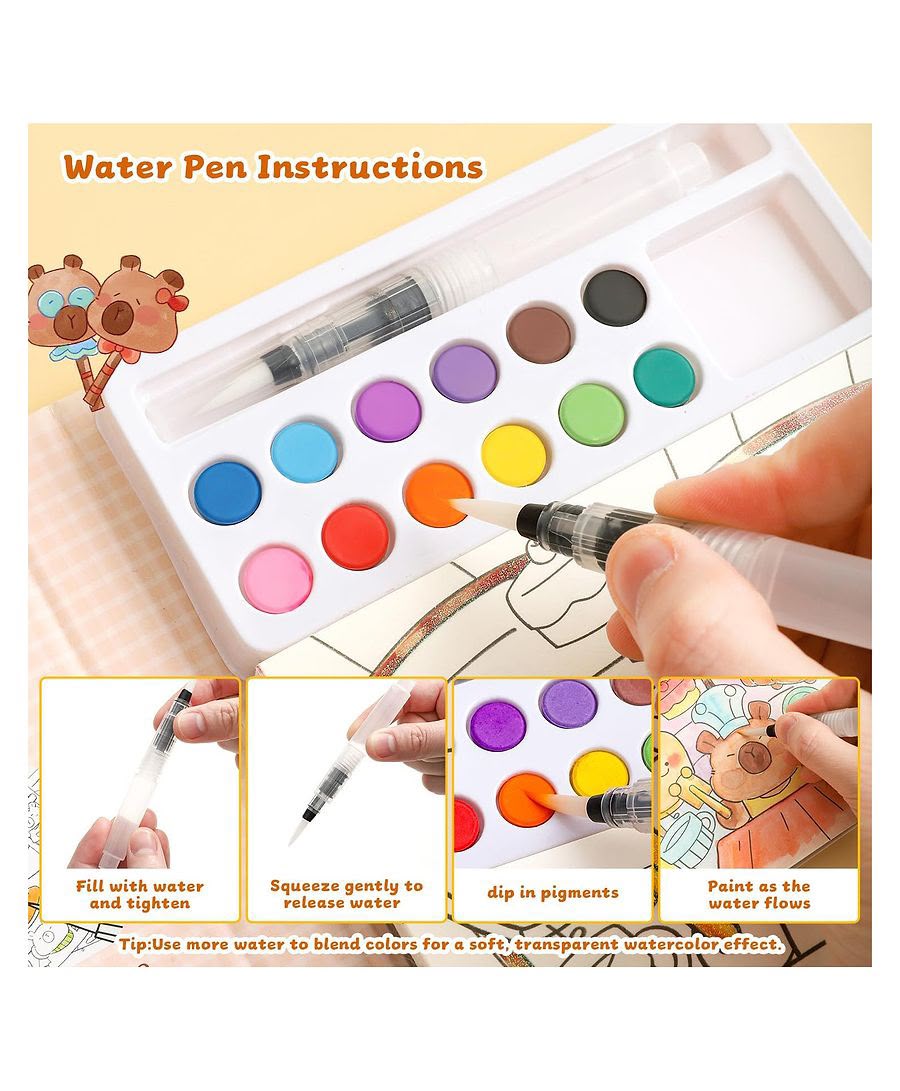 Water Pen Instructions
Fill with water
and tighten
Squeeze gently to
release water
dip in pigments
Paint as the
water flows
Tip:Use more water to blend colors for a soft, transparent watercolor effect.